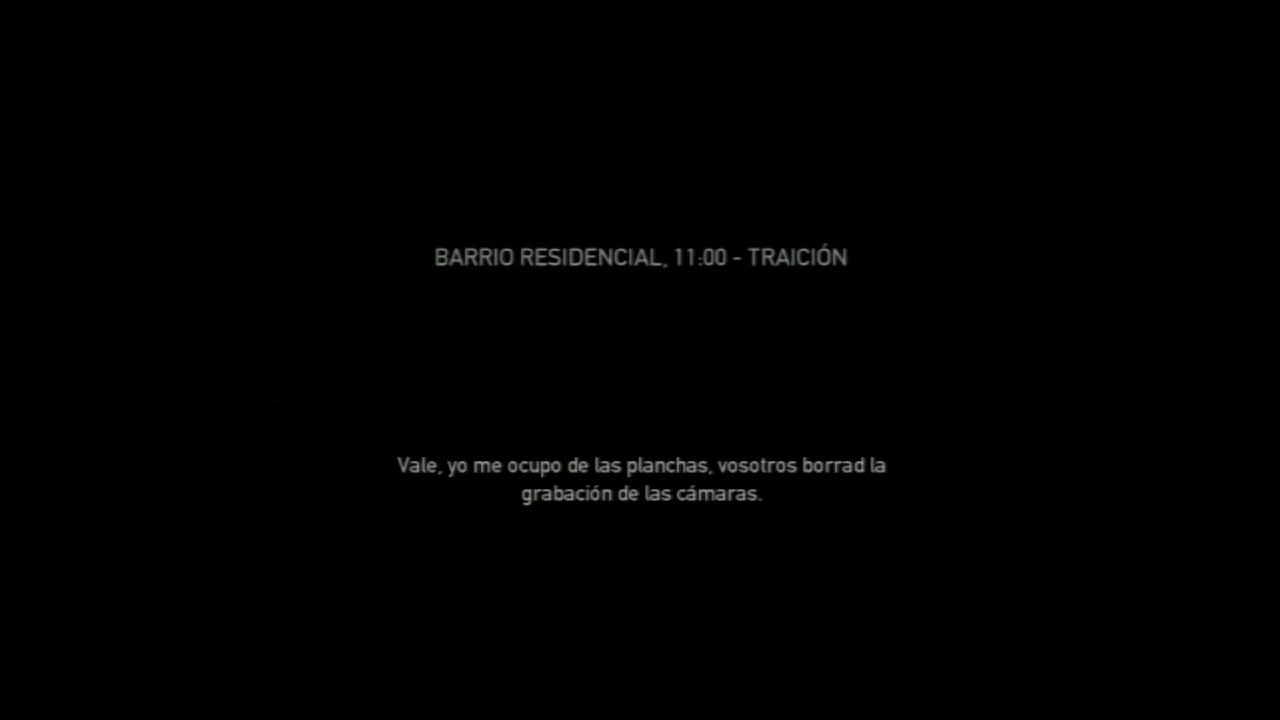 BARRIO RESIDENCIAL, 11:00 - TRAICIÓN
Vale, yo me ocupo de las planchas, vosotros borrad la
grabación de las cámaras.